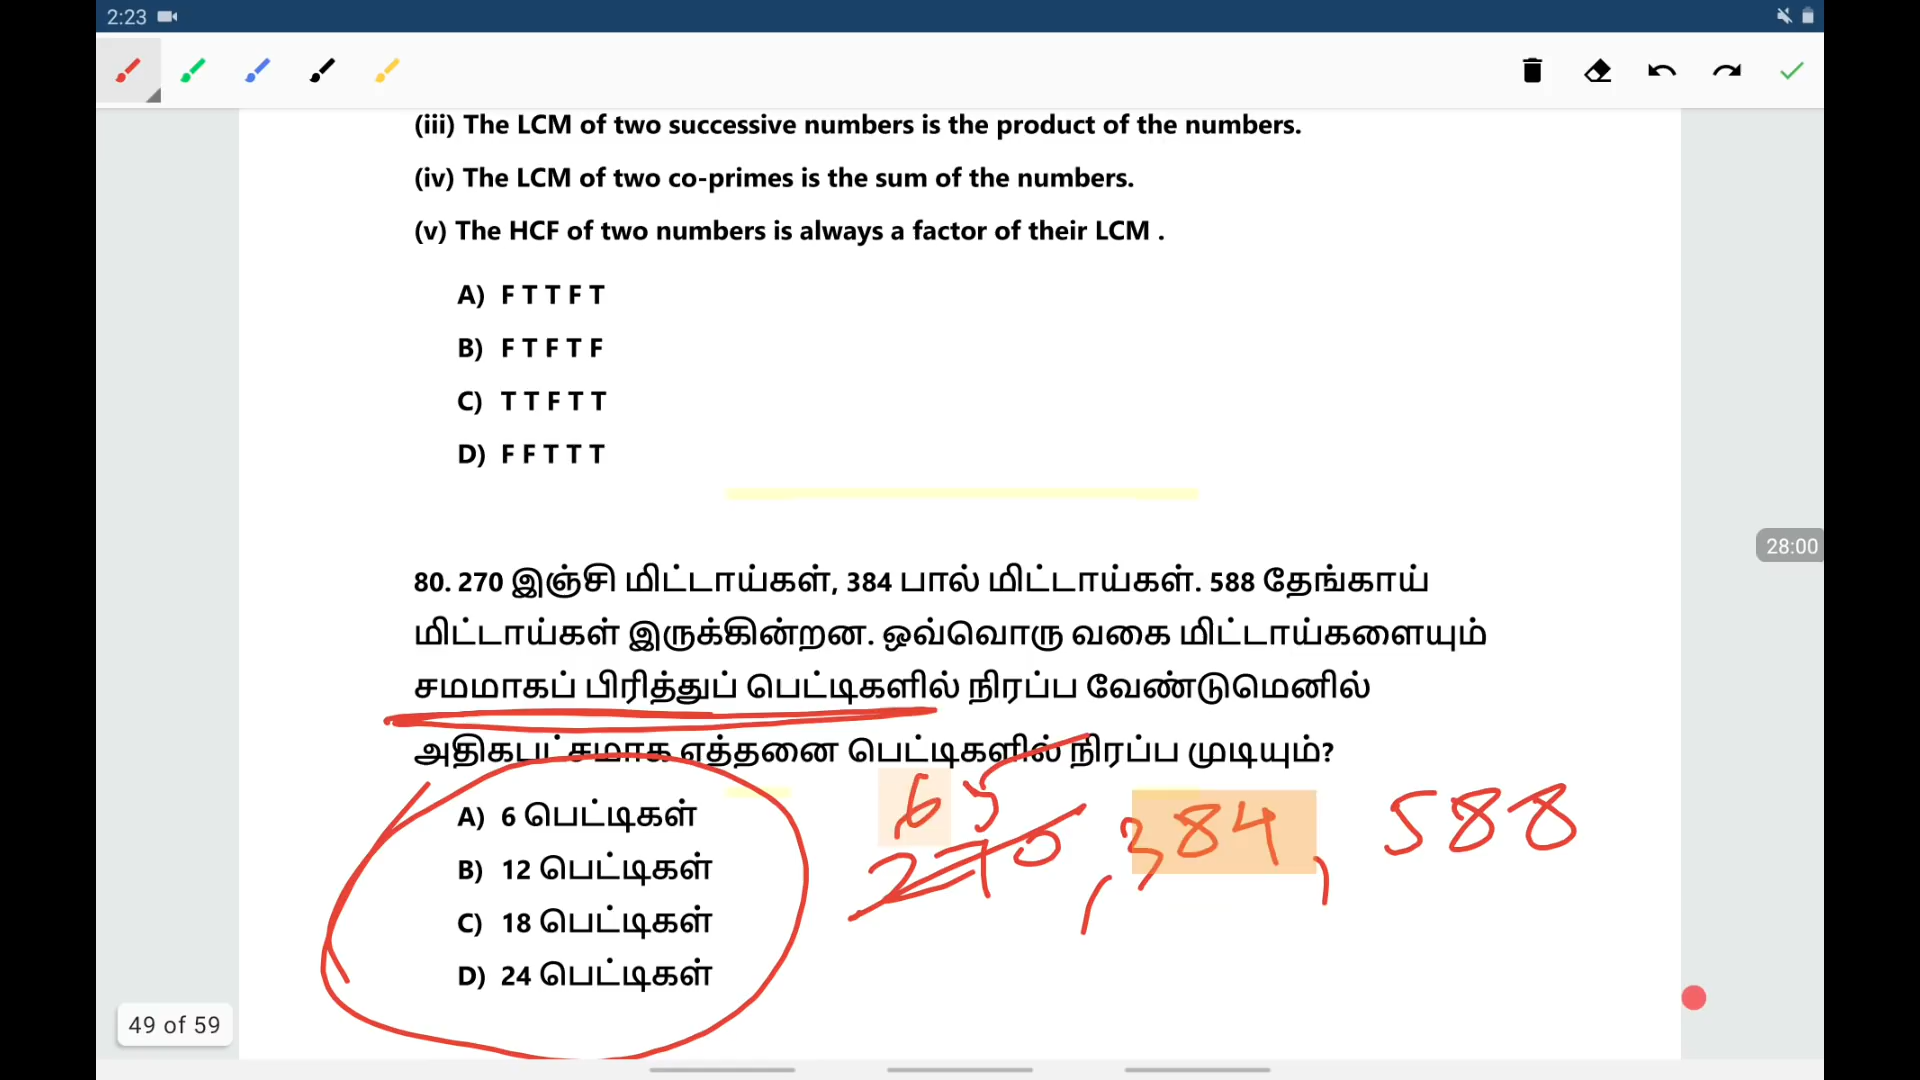 2:23
(iii) The LCM of two successive numbers is the product of the numbers.
(iv) The LCM of two co-primes is the sum of the numbers.
(v) The HCF of two numbers is always a factor of their LCM .
A) F T T F T
B) F T F T F
C) T T F T T
D) F F T T T
28:00
80. 270 இஞ்சி மிட்டாய்கள், 384 பால் மிட்டாய்கள். 588 தேங்காய்
மிட்டாய்கள் இருக்கின்றன. ஒவ்வொரு வகை மிட்டாய்களையும்
சமமாகப் பிரித்துப் பெட்டிகளில் நிரப்ப வேண்டுமெனில்
அதிகபட்சமாக எத்தனை பெட்டிகளில் நிரப்ப முடியும்?
A) 6 பெட்டிகள்
B) 12 பெட்டிகள்
C) 18 பெட்டிகள்
D) 24 பெட்டிகள்
6 5
270, 384, 588
49 of 59